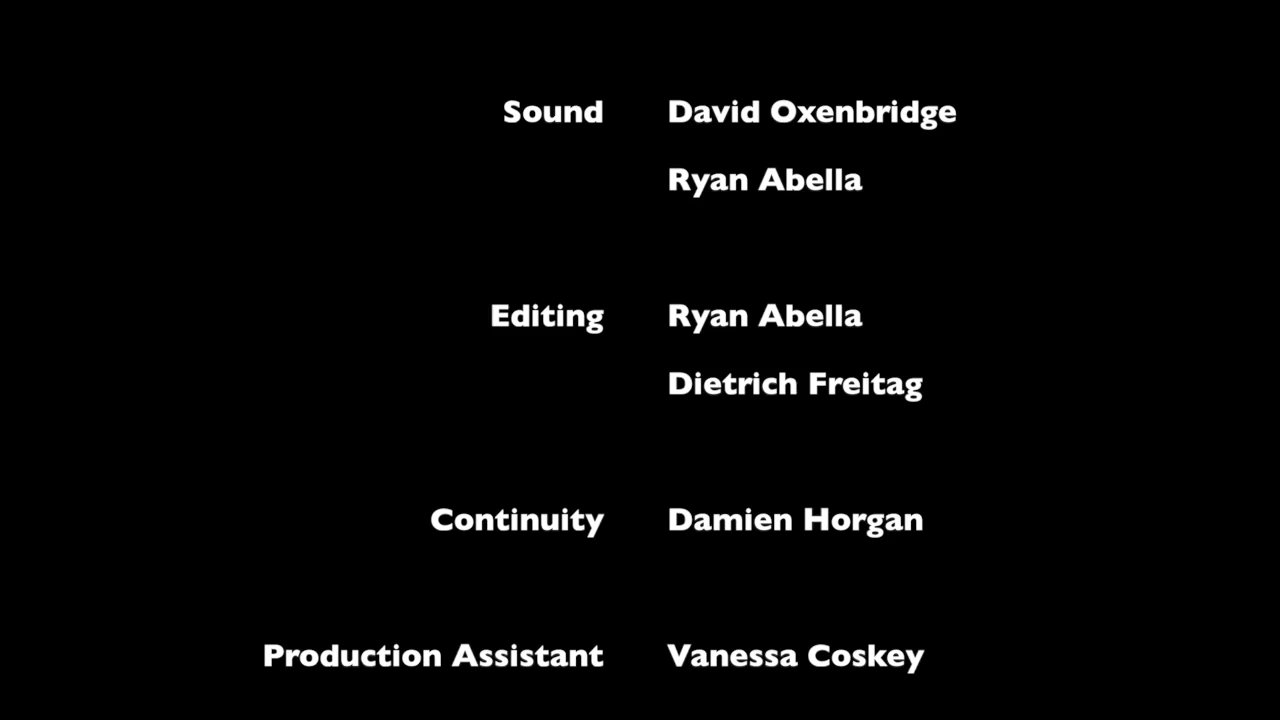 Sound David Oxenbridge
Ryan Abella
Editing Ryan Abella
Dietrich Freitag
Continuity Damien Horgan
Production Assistant Vanessa Coskey